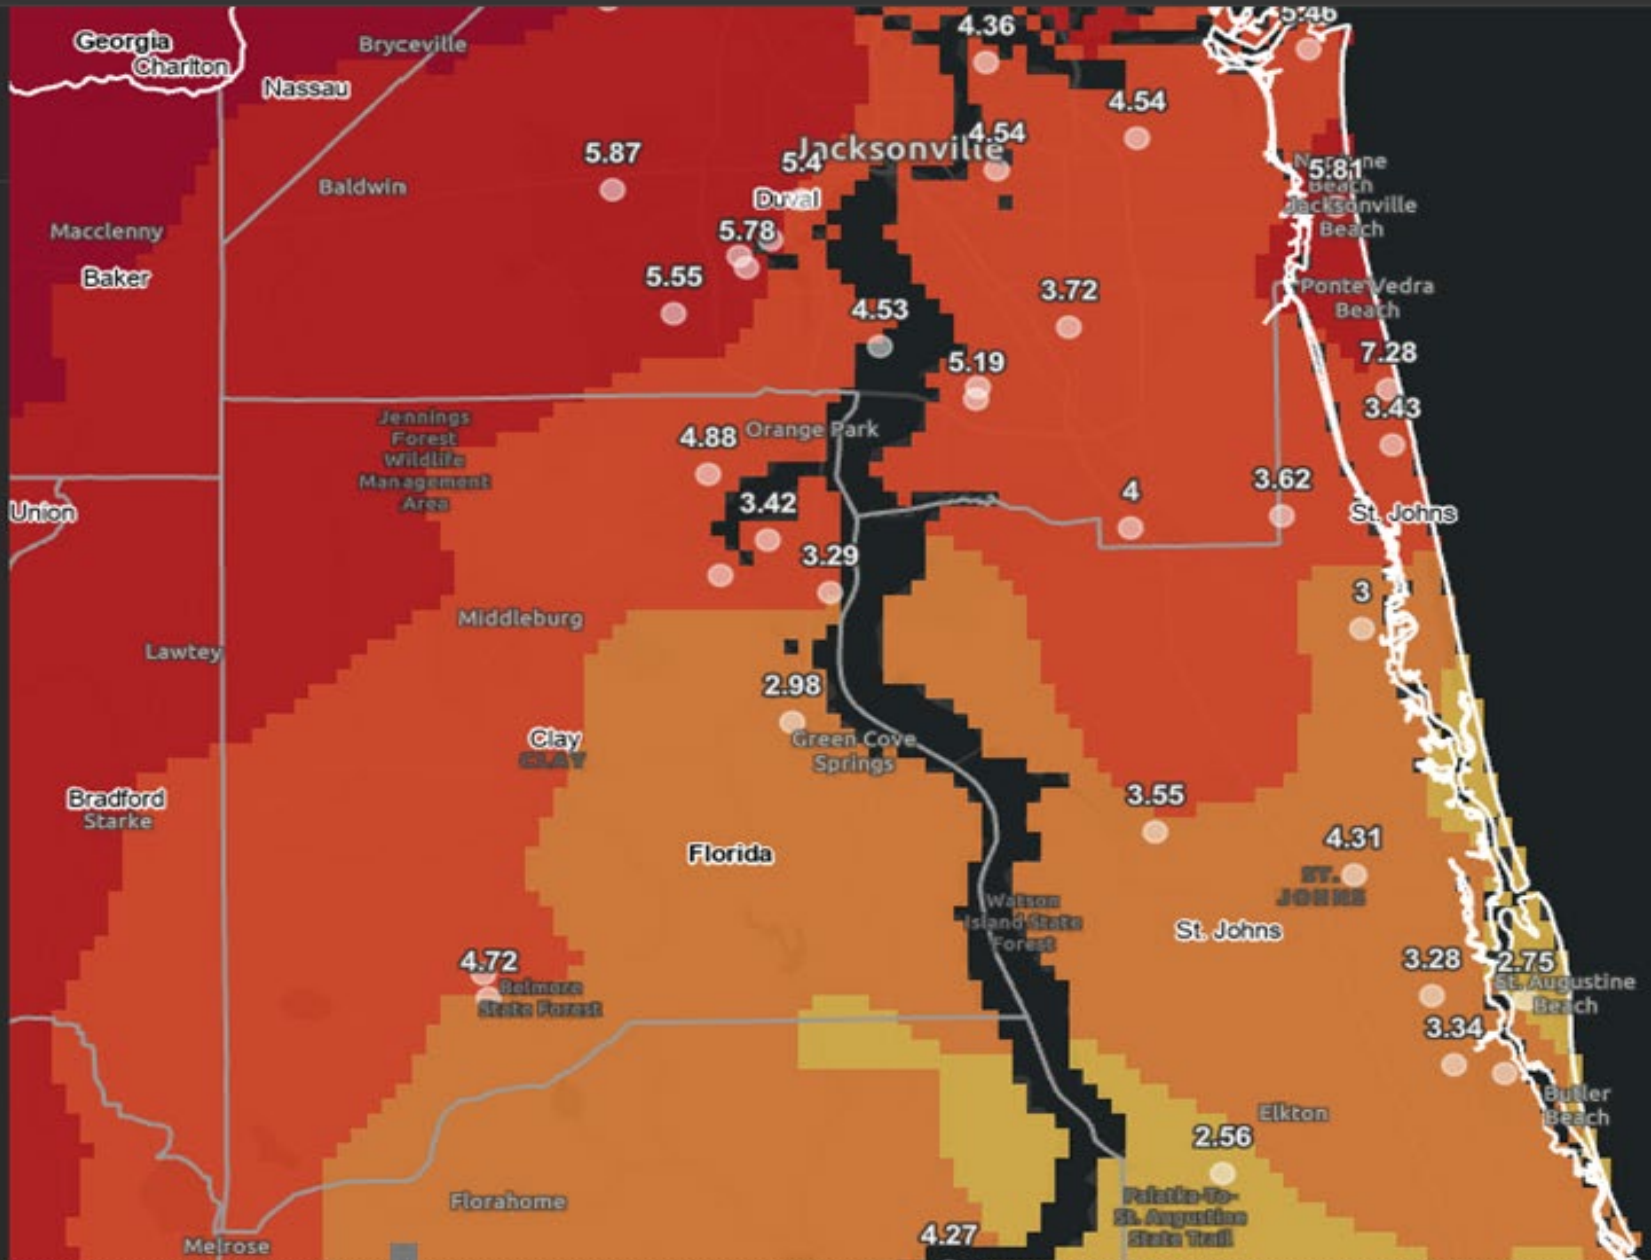 5.46
4.36
Georgia
Bryceville
Charlton
Nassau
4.54
4.54
Jacksonville
5.87
5.4
Neptune
Beach
5.81
Baldwin
Duval
Jacksonville
Beach
Macclenny
5.78
Baker
5.55
3.72
Ponte Vedra
Beach
4.53
7.28
5.19
3.43
Jennings
Forest
Wildlife
Management
Area
4.88
Orange Park
3.62
4
3.42
Union
St. Johns
3.29
3
Middleburg
Lawtey
2.98
Clay
CLAY
Green Cove
Springs
3.55
Bradford
Starke
4.31
Florida
ST.
JOHNS
Watson
Island State
Forest
St. Johns
4.72
3.28
2.75
Belmore
State Forest
St. Augustine
Beach
3.34
Butler
Beach
Elkton
2.56
Florahome
Palatka-To-
St. Augustine
State Trail
4.27
Melrose